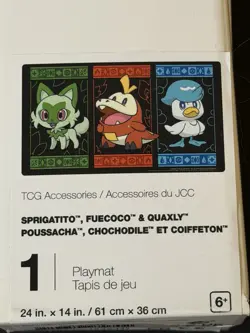 TCG Accessories / Accessoires du JCC
SPRIGATITO™, FUECOCO™ & QUAXLY™
POUSSACHA™, CHOCHODILE™ ET COIFFETON™
1 Playmat
Tapis de jeu
24 in. x 14 in. / 61 cm x 36 cm
6+